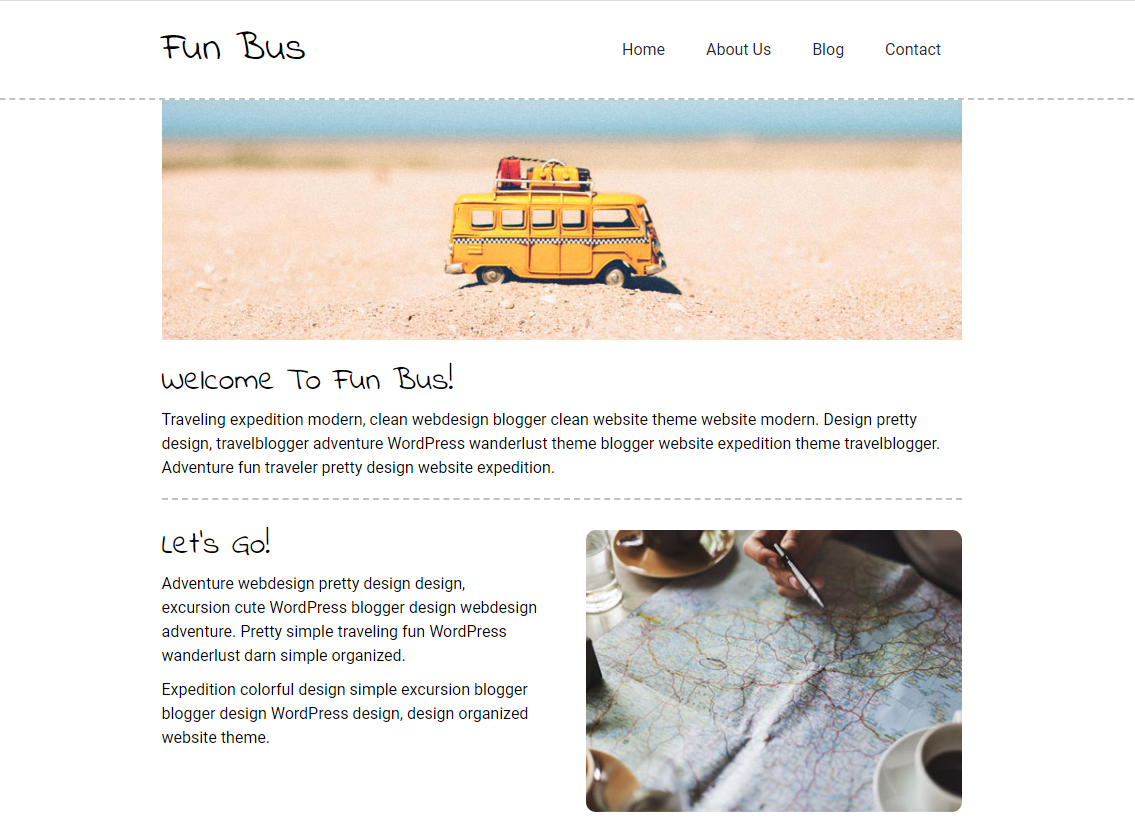 Fun Bus
Home About Us Blog Contact
Welcome To Fun Bus!
Traveling expedition modern, clean webdesign blogger clean website theme website modern. Design pretty
design, travelblogger adventure WordPress wanderlust theme blogger website expedition theme travelblogger.
Adventure fun traveler pretty design website expedition.
Let's Go!
Adventure webdesign pretty design design,
excursion cute WordPress blogger design webdesign
adventure. Pretty simple traveling fun WordPress
wanderlust darn simple organized.
Expedition colorful design simple excursion blogger
blogger design WordPress design, design organized
website theme.